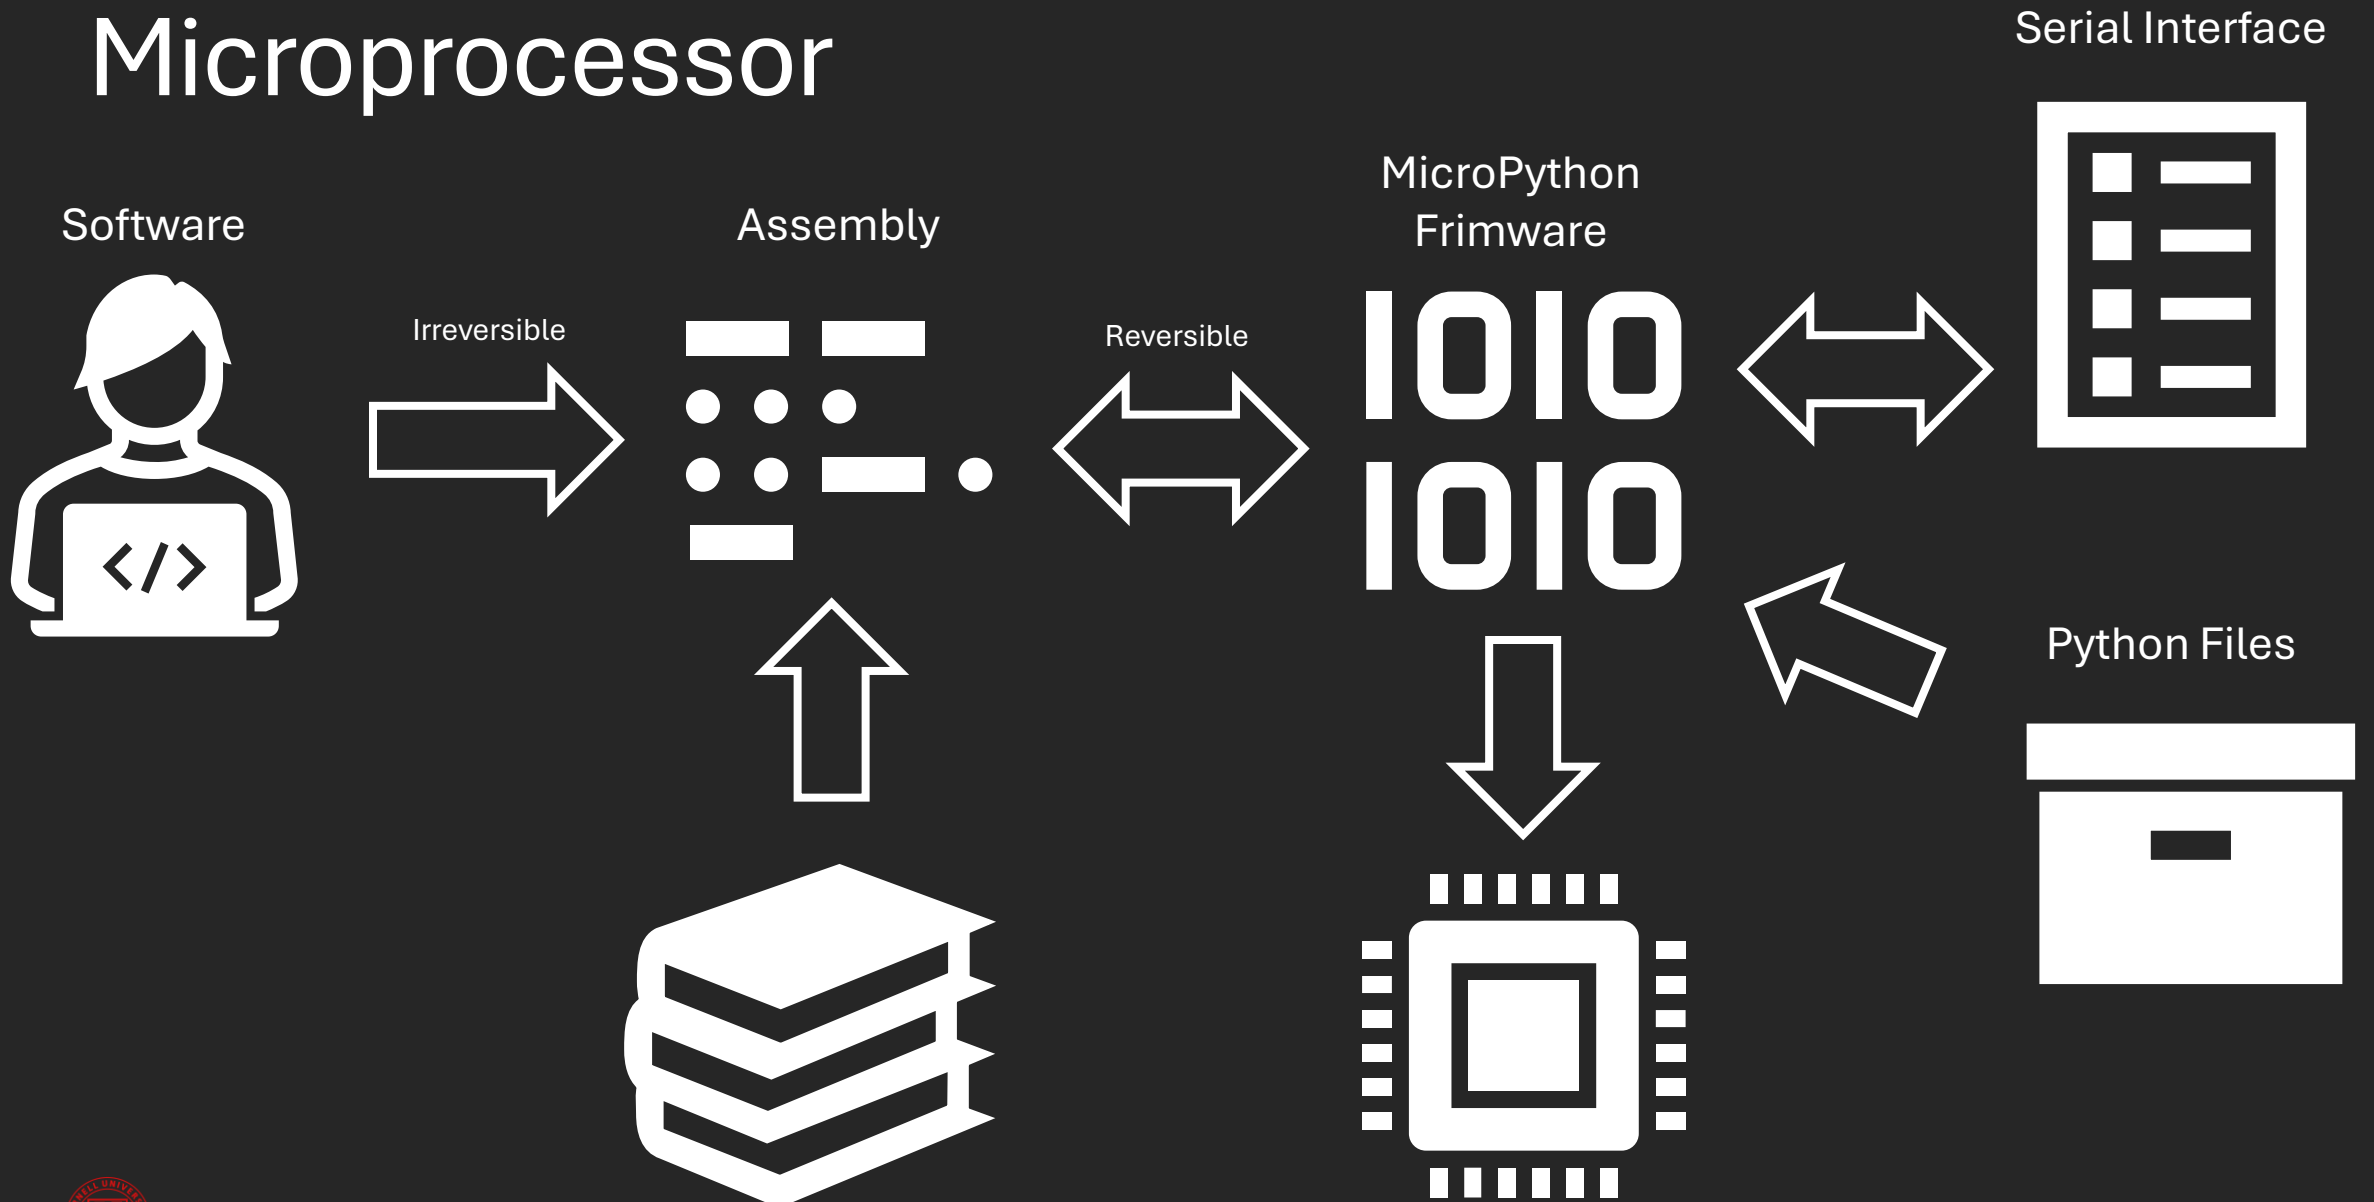 Microprocessor
Serial Interface
MicroPython
Frimware
Software
Assembly
Irreversible
Reversible
1010
1010
</>
Python Files